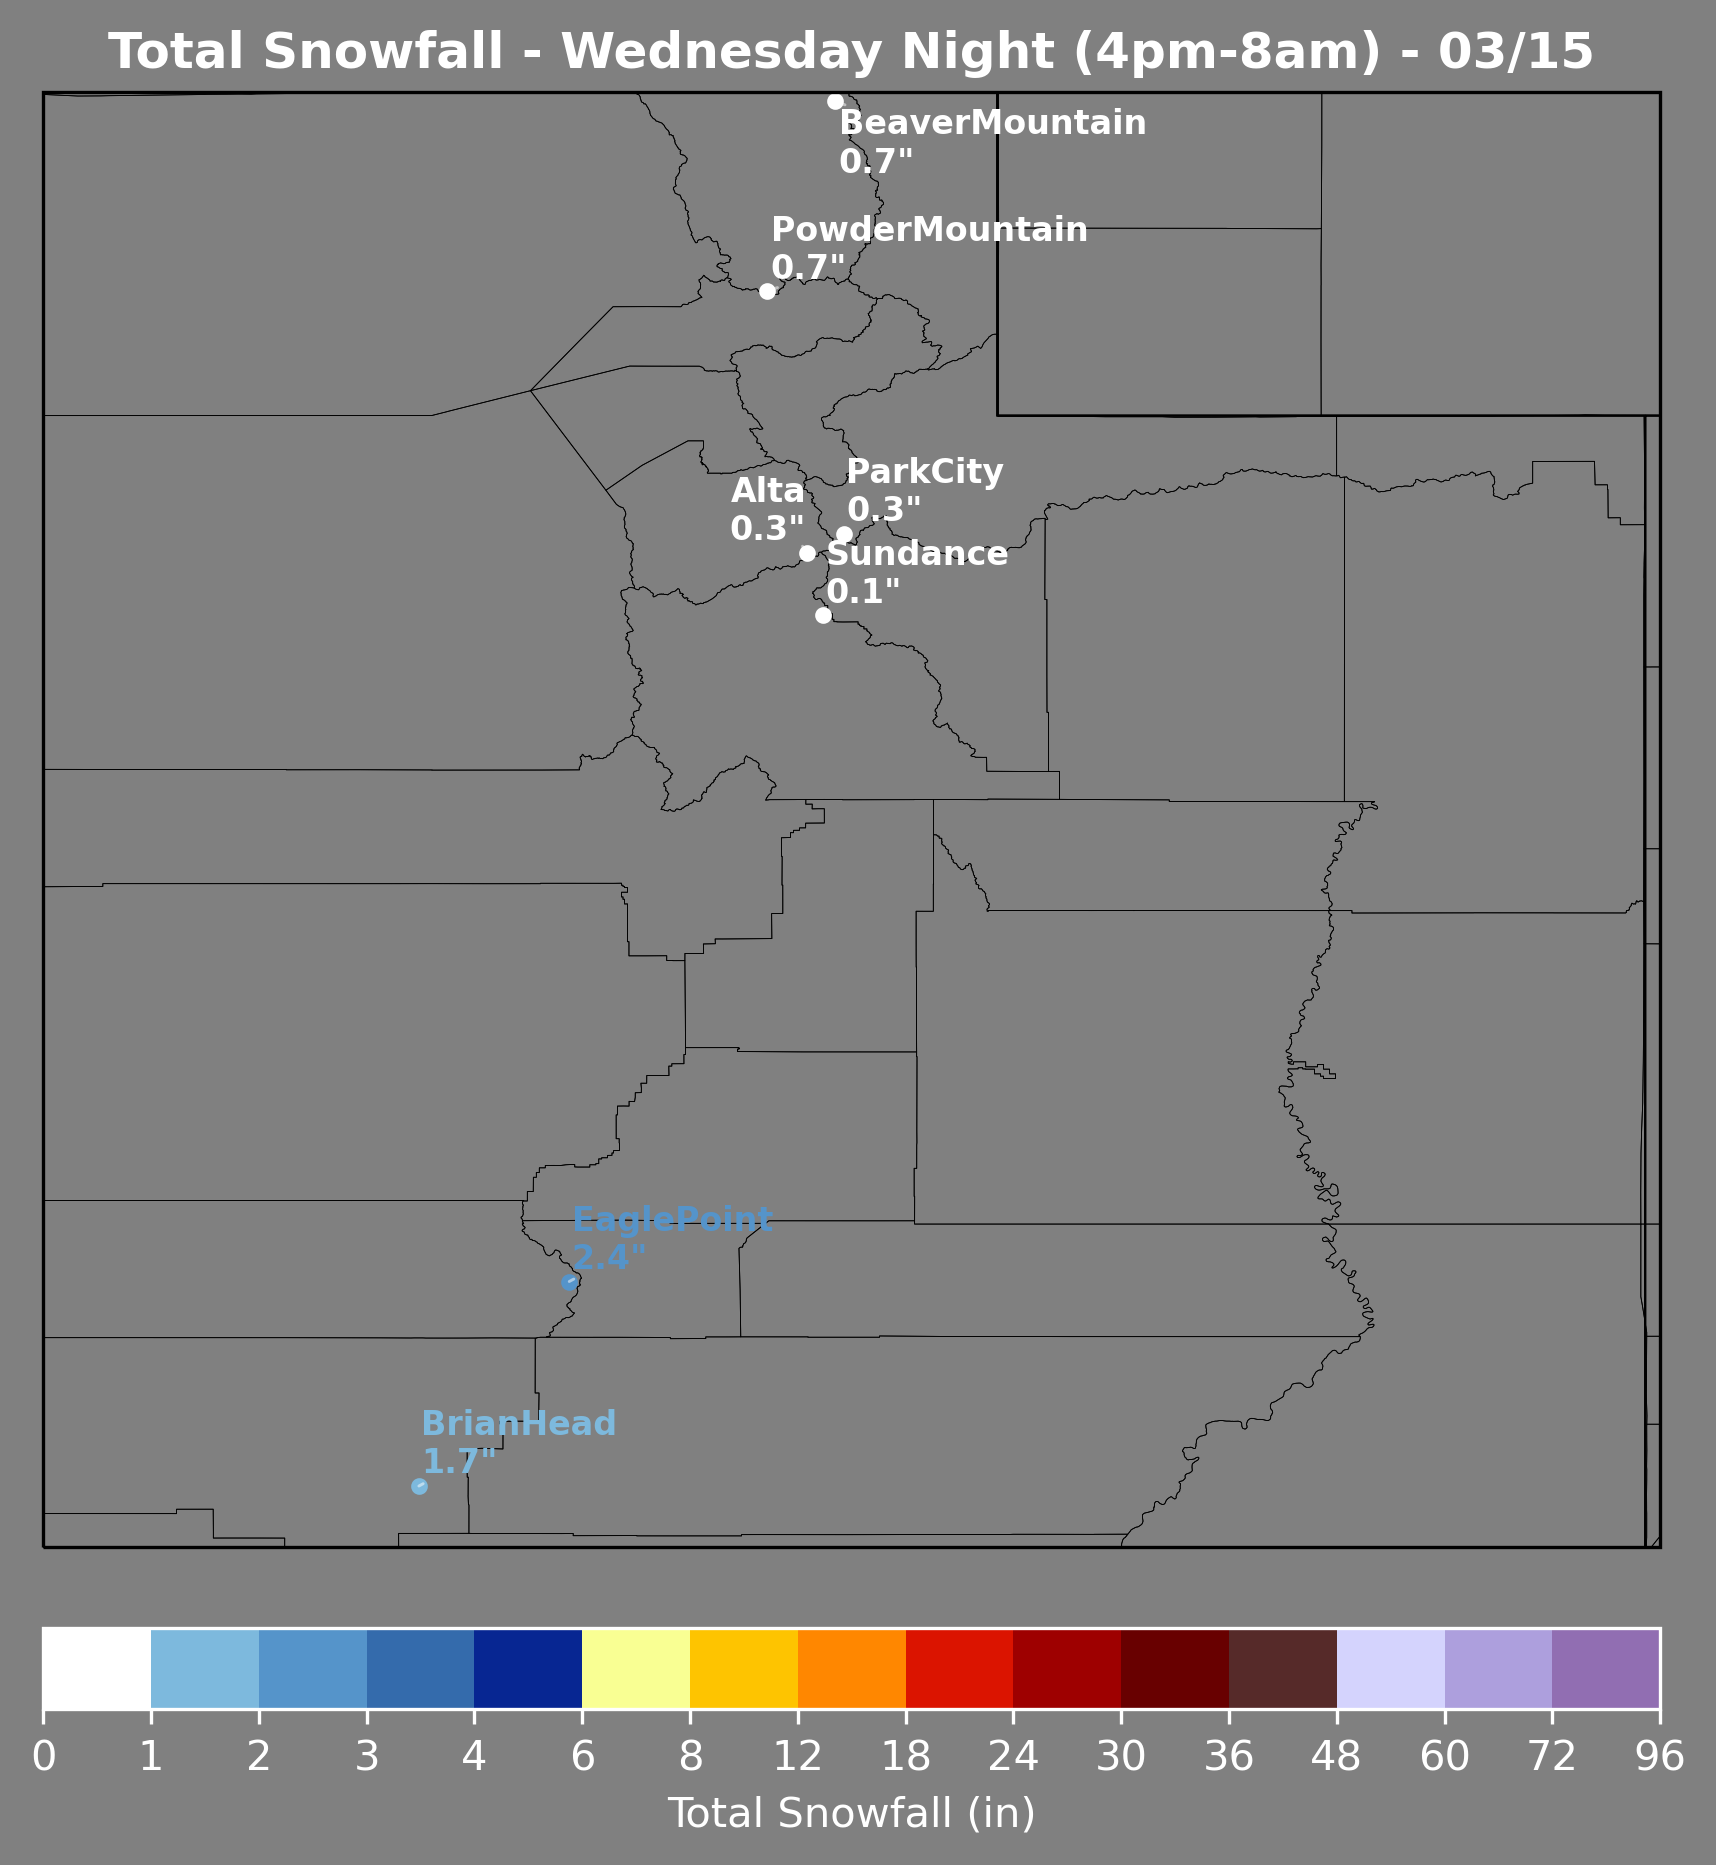 Total Snowfall - Wednesday Night (4pm-8am) - 03/15
BeaverMountain
0.7"
PowderMountain
0.7"
ParkCity
0.3"
Alta
0.3"
Sundance
0.1"
EaglePoint
2.4"
BrianHead
1.7"
0 1 2 3 4 6 8 12 18 24 30 36 48 60 72 96
Total Snowfall (in)